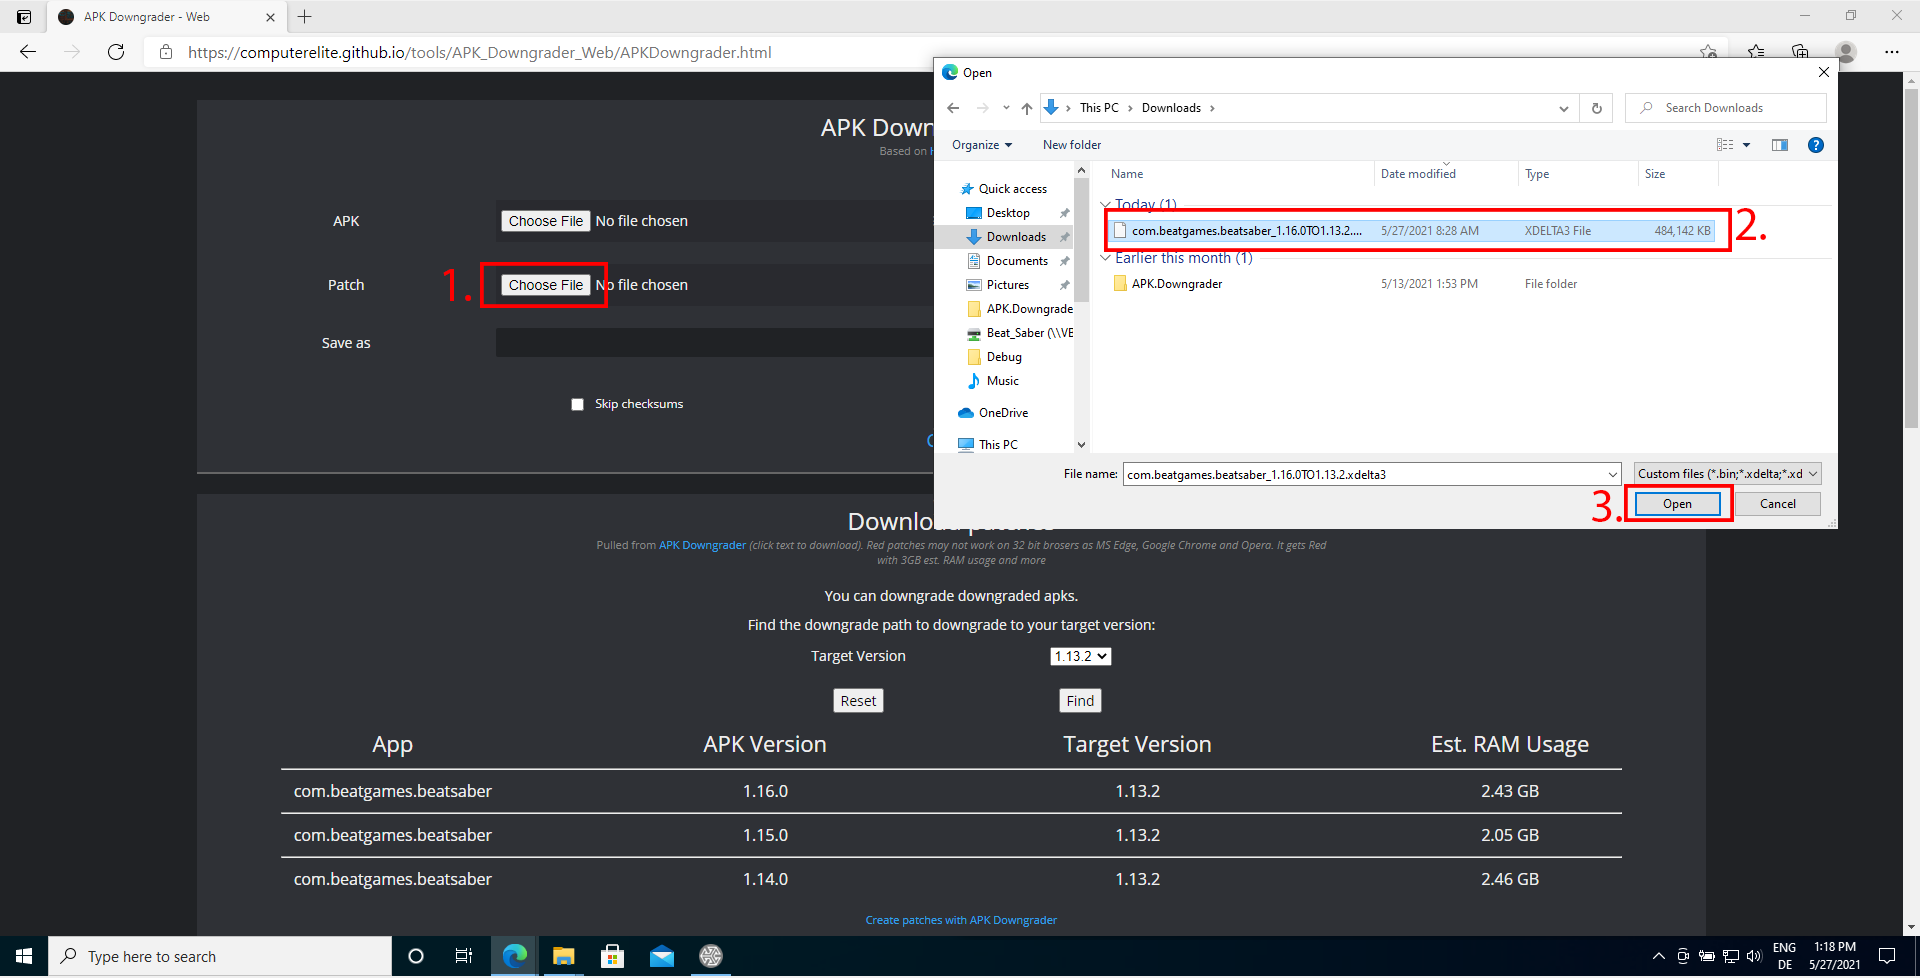 APK Downgrader - Web
https://computerelite.github.io/tools/APK_Downgrader_Web/APKDowngrader.html
Open
This PC
Downloads
Search Downloads
Organize
New folder
Name
Date modified
Type
Size
Quick access
Desktop
Downloads
Documents
Pictures
APK.Downgrade
Beat_Saber (\\VE
Debug
Music
OneDrive
This PC
Today (1)
com.beatgames.beatsaber_1.16.0TO1.13.2.... 5/27/2021 8:28 AM XDELTA3 File 484,142 KB
2.
Earlier this month (1)
APK.Downgrader 5/13/2021 1:53 PM File folder
File name: com.beatgames.beatsaber_1.16.0TO1.13.2.xdelta3
Custom files (*.bin;*.xdelta;*.xd
3.
Open
Cancel
APK Down
Based on
APK
Choose File No file chosen
1.
Patch
Choose File No file chosen
Save as
Skip checksums
Download patches
Pulled from APK Downgrader (click text to download). Red patches may not work on 32 bit brosers as MS Edge, Google Chrome and Opera. It gets Red
with 3GB est. RAM usage and more
You can downgrade downgraded apks.
Find the downgrade path to downgrade to your target version:
Target Version 1.13.2
Reset Find
App APK Version Target Version Est. RAM Usage
com.beatgames.beatsaber 1.16.0 1.13.2 2.43 GB
com.beatgames.beatsaber 1.15.0 1.13.2 2.05 GB
com.beatgames.beatsaber 1.14.0 1.13.2 2.46 GB
Create patches with APK Downgrader
Type here to search
ENG
DE
1:18 PM
5/27/2021